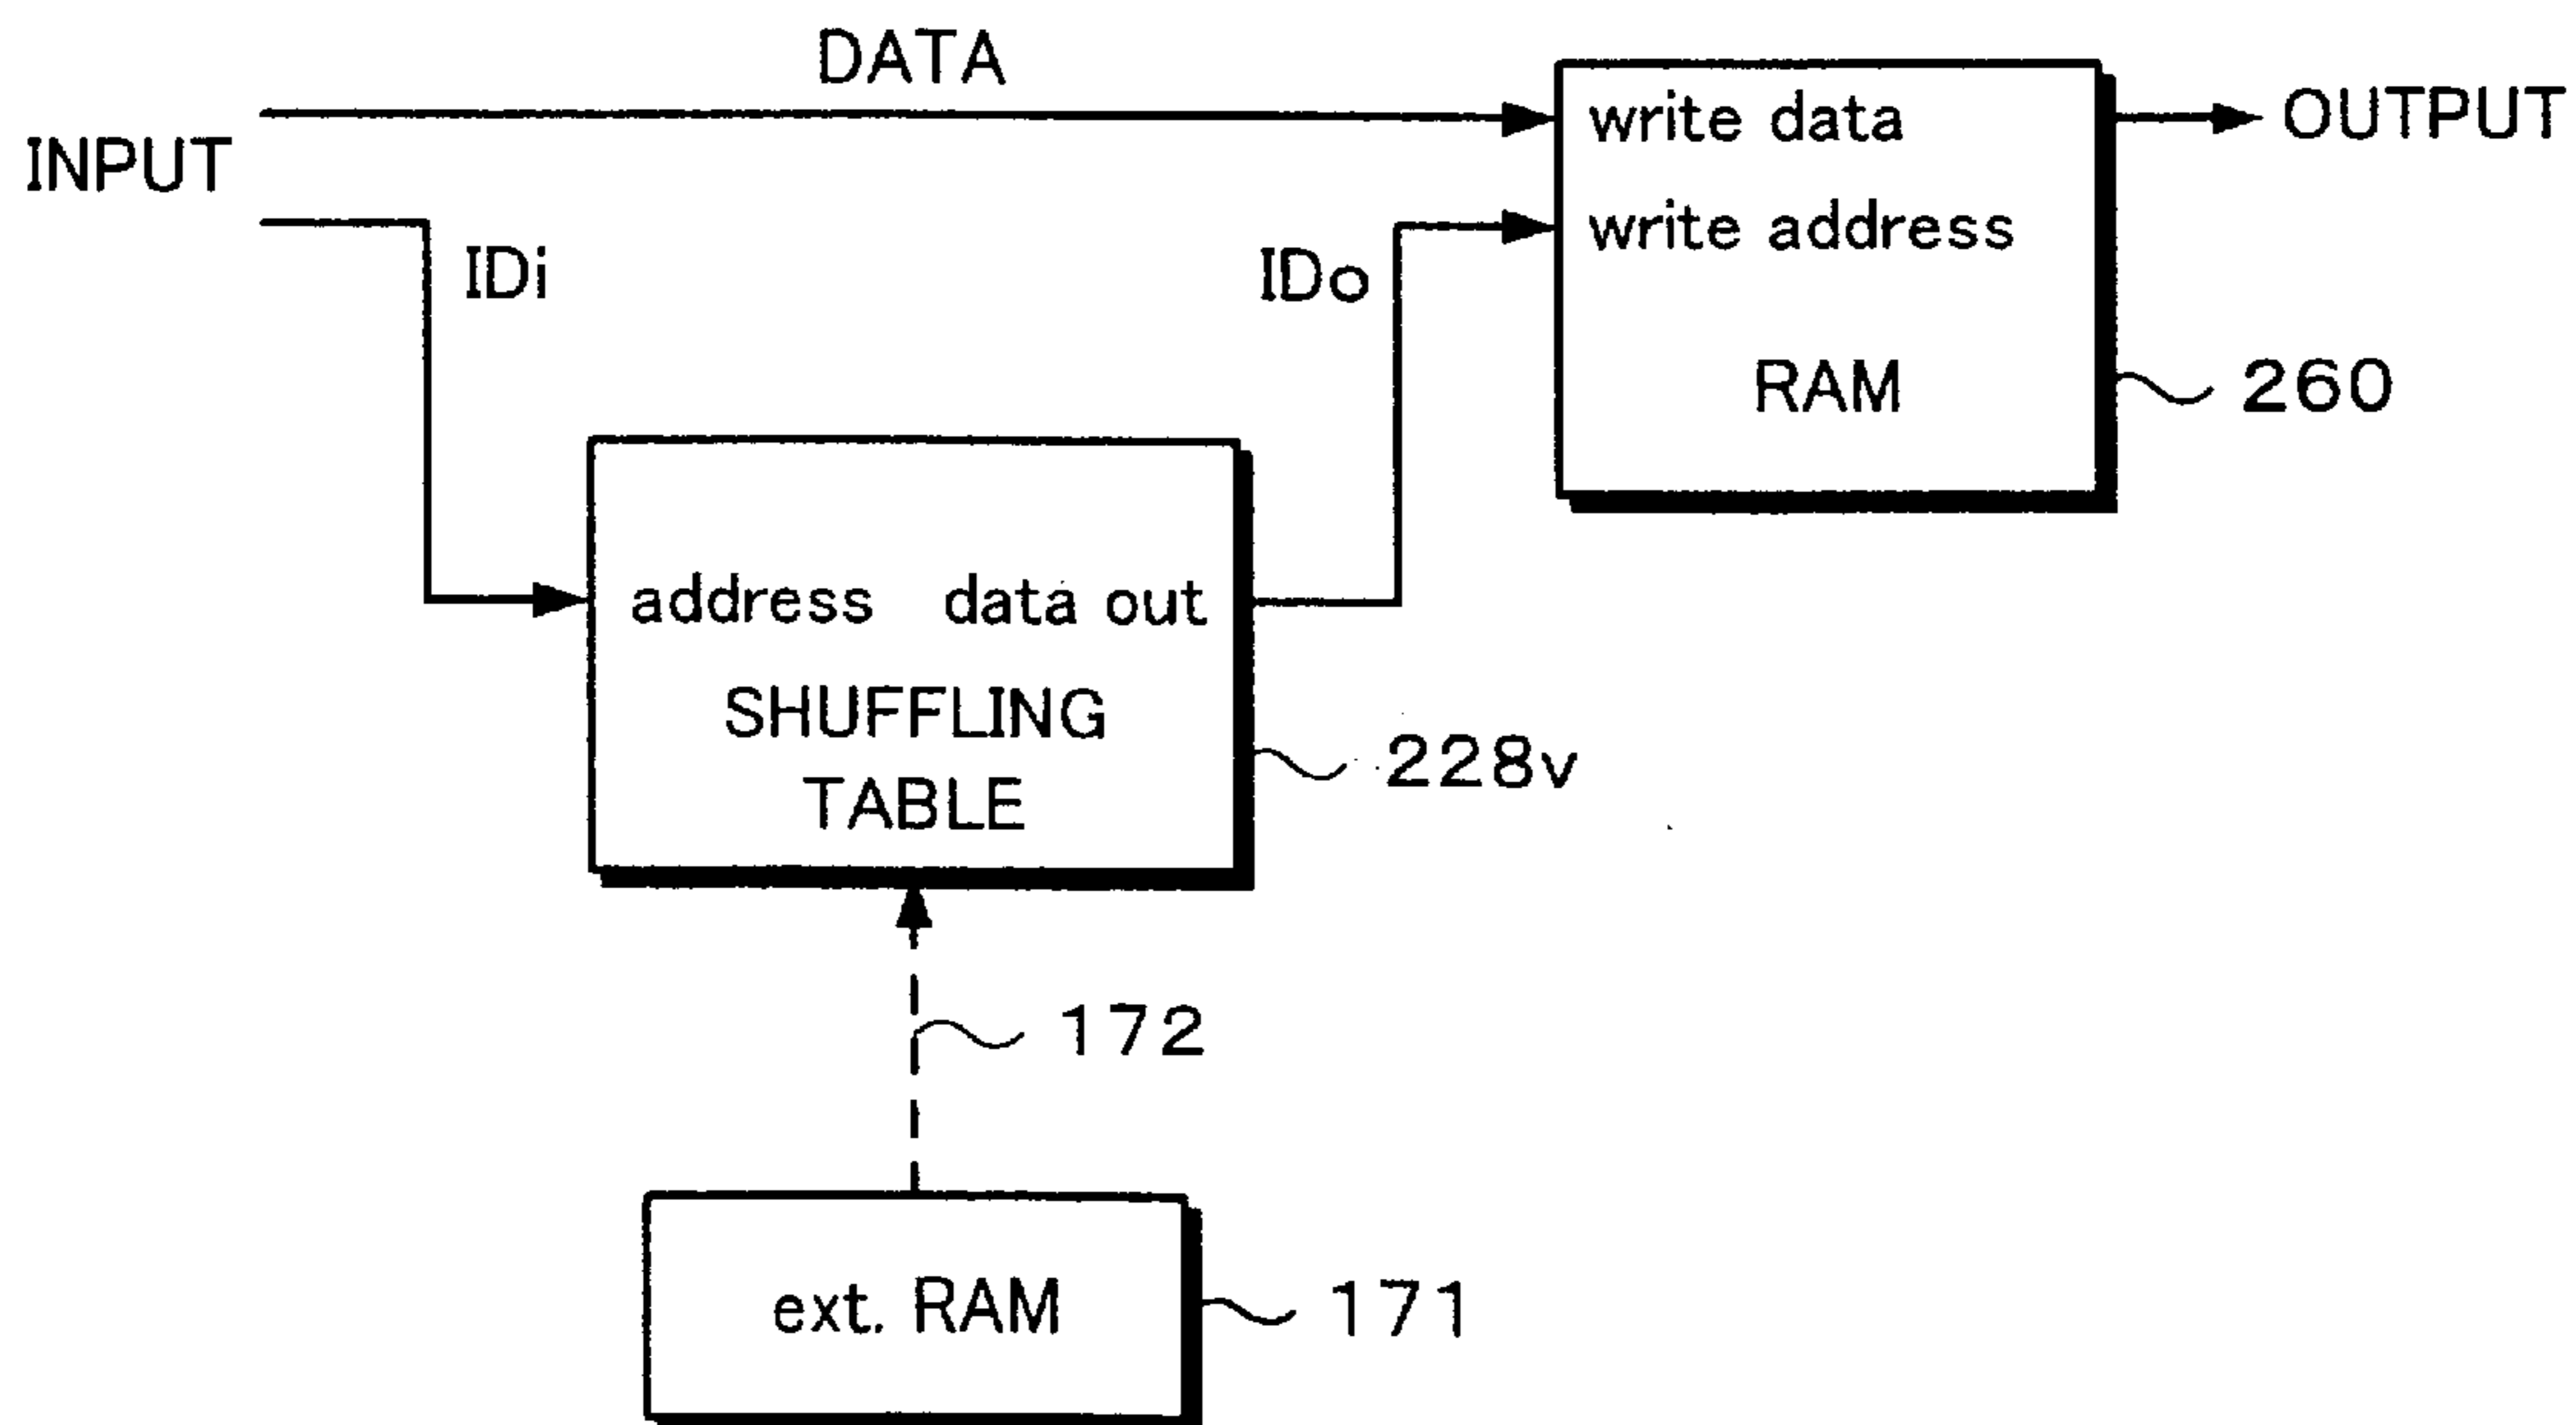 DATA
INPUT
write data
OUTPUT
write address
IDi
IDo
RAM
260
address data out
SHUFFLING
TABLE
228v
172
ext. RAM
171